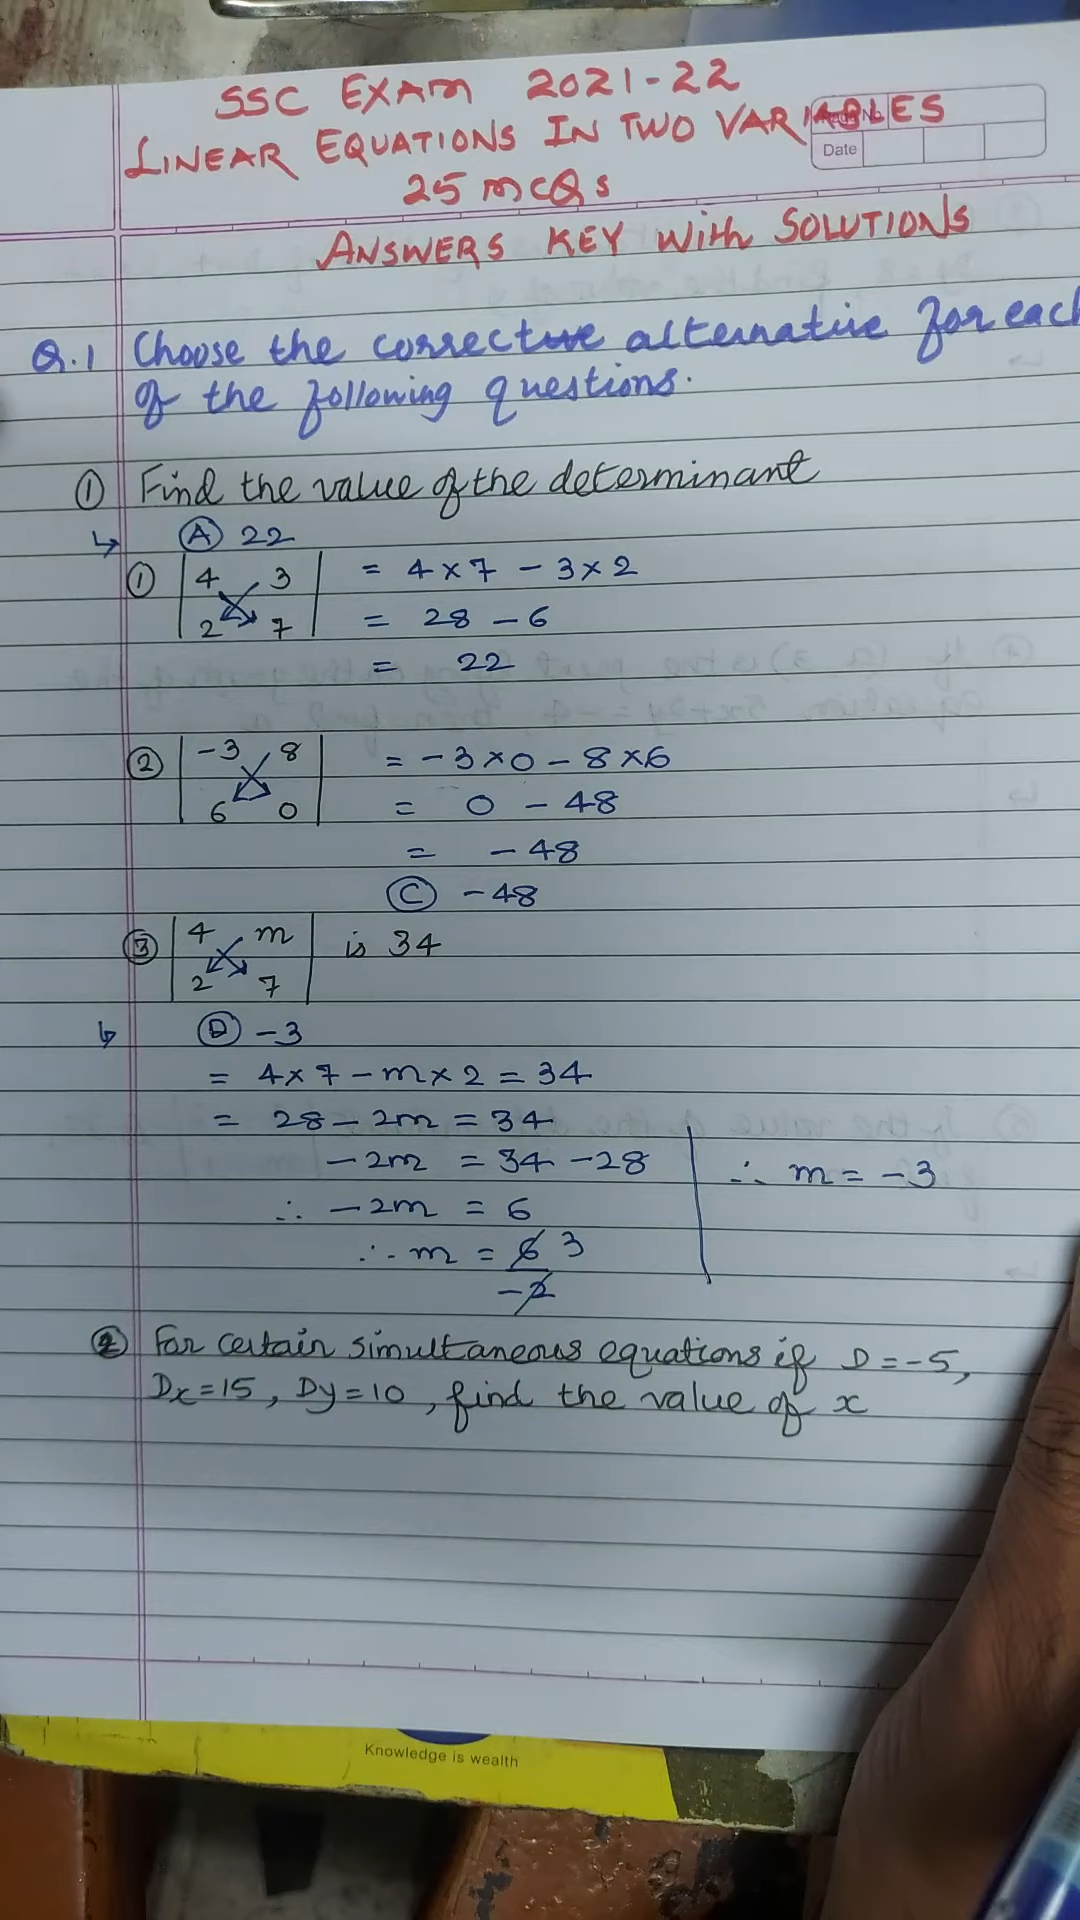 SSC EXAM 2021-22
LINEAR EQUATIONS IN TWO VARIABLES
Date
25 MCQs
ANSWERS KEY With SOLUTIONS
Q.1 Choose the correct alternative for each
of the following questions.
① Find the value of the determinant
↳ Ⓐ 22
① | 4 3 | = 4 × 7 - 3 × 2
| 2 7 | = 28 - 6
= 22
② | -3 8 | = -3 × 0 - 8 × 6
| 6 0 | = 0 - 48
= -48
Ⓒ -48
③ | 4 m | is 34
| 2 7 |
↳ Ⓓ -3
= 4 × 7 - m × 2 = 34
= 28 - 2m = 34
-2m = 34 - 28
∴ -2m = 6
∴ m = 6 3
-2
∴ m = -3
② For certain simultaneous equations if D = -5,
Dx = 15, Dy = 10, find the value of x
Knowledge is wealth